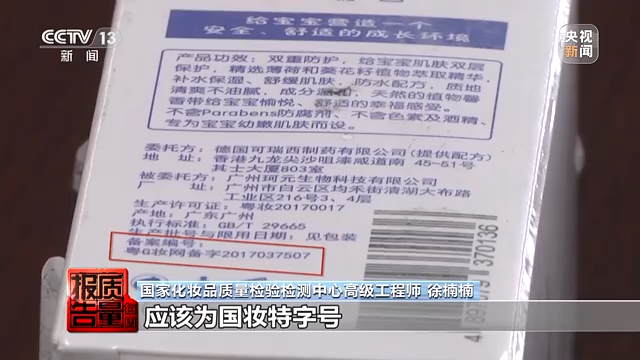 CCTV 13
新闻
央视
新闻
给宝宝营造一个
安全、舒适的成长环境
产品功效：双重防护，给宝宝肌肤双层
保护，精选薄荷和葵花籽植物萃取精华，
补水保湿、舒缓肌肤，防水配方，质地
清爽不油腻，成分温和，天然的植物馨
香带给宝宝愉悦、舒适的幸福感受。
不含Parabens防腐剂、不含色素及酒精、
专为宝宝幼嫩肌肤而设。
委托方：德国可瑞西制药有限公司(提供配方)
地址：香港九龙尖沙咀漆咸道南 45-51号
其士大厦803室
被委托方：广州珂元生物科技有限公司
厂址：广州市白云区均禾街清湖大布路
工业区216号3、4层
生产许可证：粤妆20170017
产地：广东广州
执行标准：GB/T 29665
生产批号与限用日期：见包装
备案编号：
粤G妆网备字2017037507
370136
质量报告
国家化妆品质量检验检测中心高级工程师 徐楠楠
应该为国妆特字号